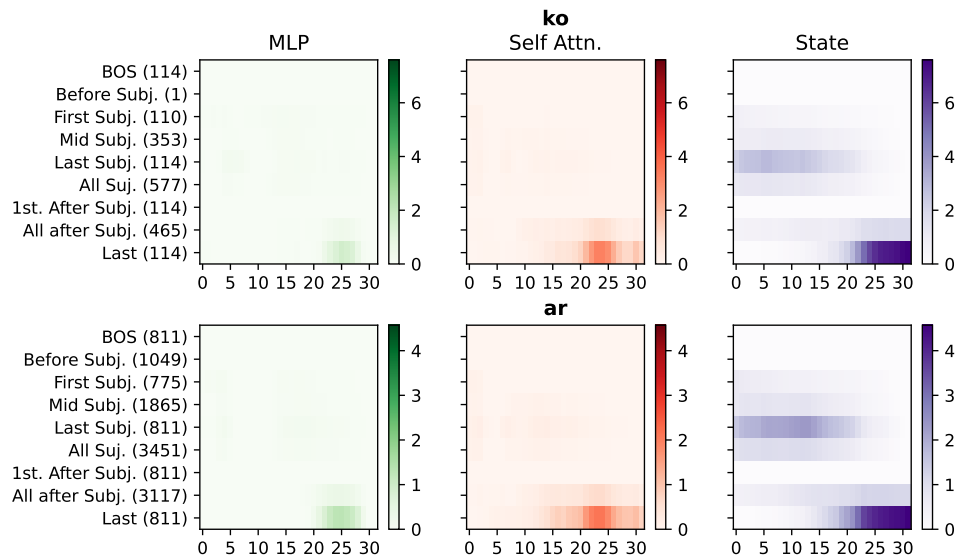 ko
MLP
Self Attn.
State
BOS (114)
Before Subj. (1)
First Subj. (110)
Mid Subj. (353)
Last Subj. (114)
All Suj. (577)
1st. After Subj. (114)
All after Subj. (465)
Last (114)
0 5 10 15 20 25 30
0 2 4 6
0 5 10 15 20 25 30
0 2 4 6
0 5 10 15 20 25 30
0 2 4 6
ar
BOS (811)
Before Subj. (1049)
First Subj. (775)
Mid Subj. (1865)
Last Subj. (811)
All Suj. (3451)
1st. After Subj. (811)
All after Subj. (3117)
Last (811)
0 5 10 15 20 25 30
0 1 2 3 4
0 5 10 15 20 25 30
0 1 2 3 4
0 5 10 15 20 25 30
0 1 2 3 4